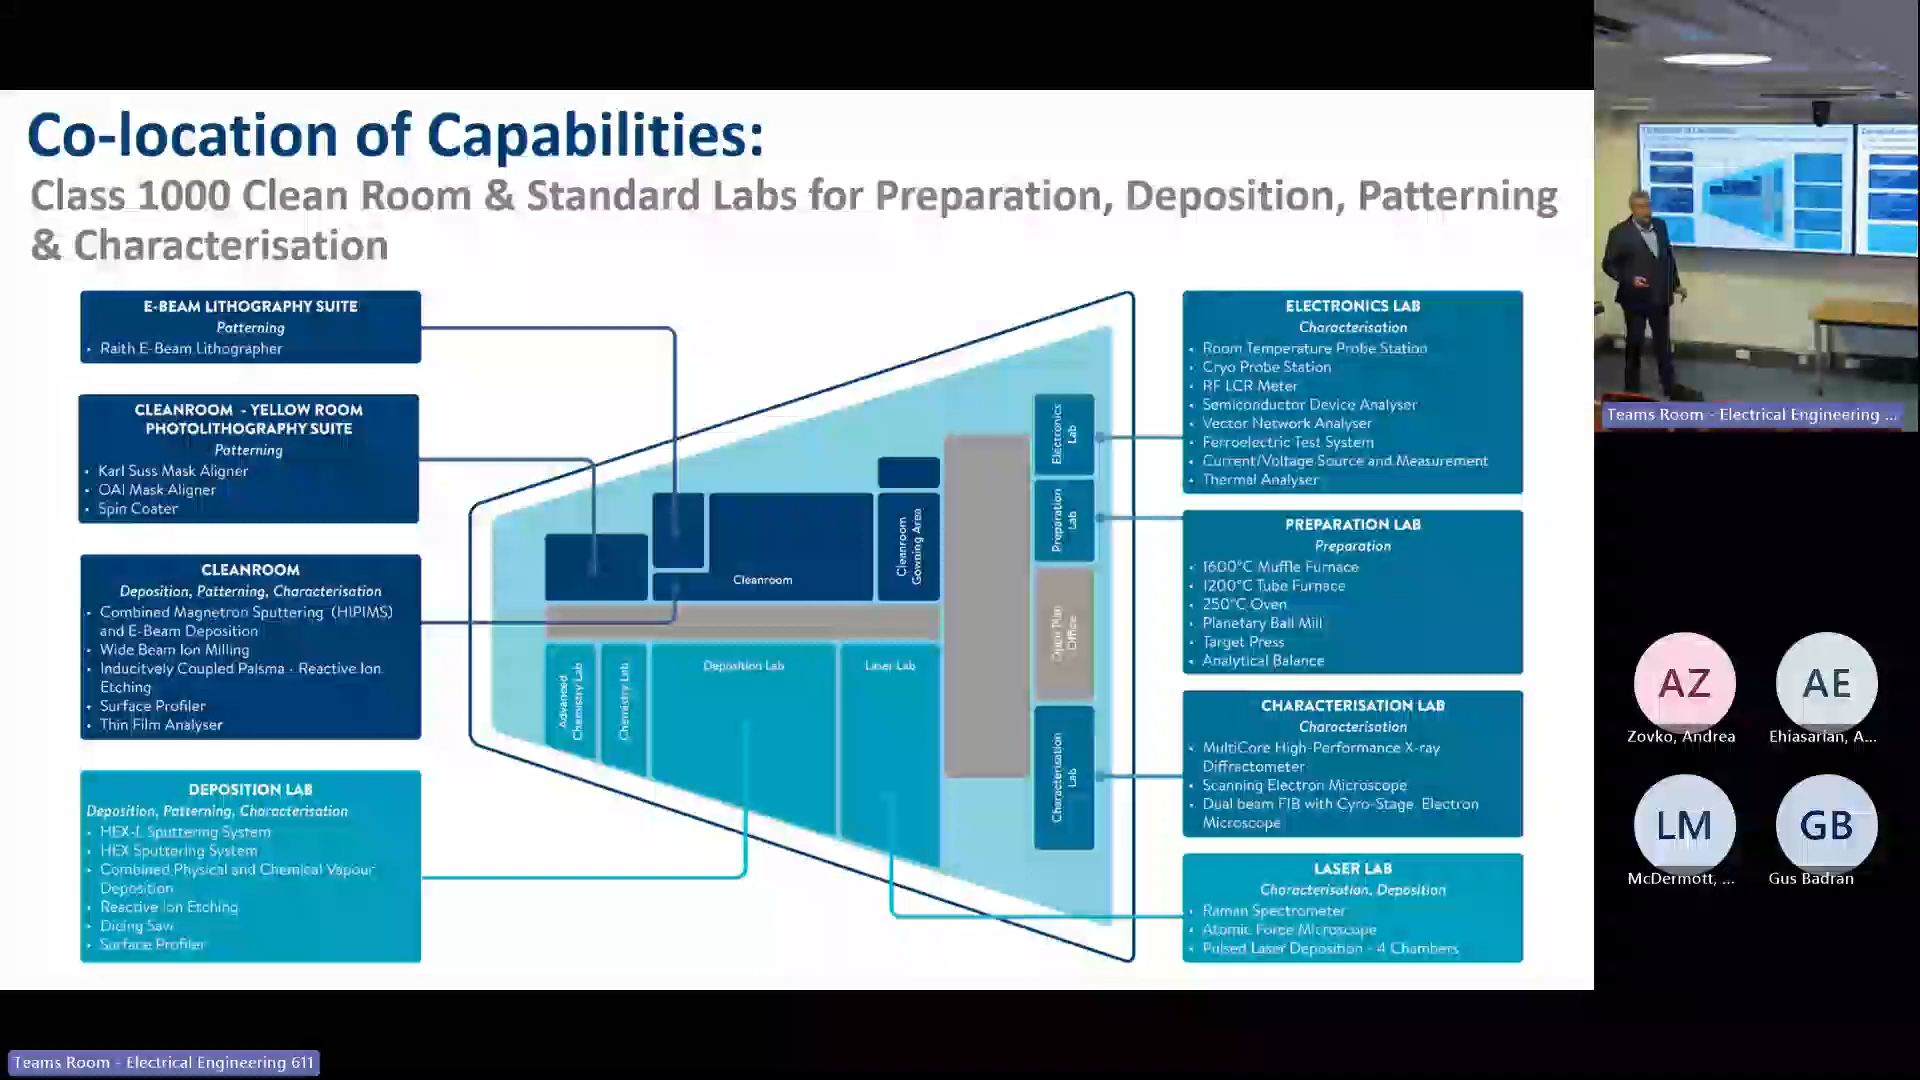 Co-location of Capabilities:
Class 1000 Clean Room & Standard Labs for Preparation, Deposition, Patterning
& Characterisation
E-BEAM LITHOGRAPHY SUITE
Patterning
• Raith E-Beam Lithographer
CLEANROOM - YELLOW ROOM
PHOTOLITHOGRAPHY SUITE
Patterning
• Karl Suss Mask Aligner
• OAI Mask Aligner
• Spin Coater
CLEANROOM
Deposition, Patterning, Characterisation
• Combined Magnetron Sputtering (HIPIMS)
and E-Beam Deposition
• Wide Beam Ion Milling
• Inducitvely Coupled Palsma - Reactive Ion
Etching
• Surface Profiler
• Thin Film Analyser
DEPOSITION LAB
Deposition, Patterning, Characterisation
• HEX-L Sputtering System
• HEX Sputtering System
• Combined Physical and Chemical Vapour
Deposition
• Reactive Ion Etching
• Dicing Saw
• Surface Profiler
Cleanroom
Cleanroom
Gowning Area
Advanced
Chemistry Lab
Chemistry Lab
Deposition Lab
Laser Lab
Electronics
Lab
Preparation
Lab
Open Plan
Office
Characterisation
Lab
ELECTRONICS LAB
Characterisation
• Room Temperature Probe Station
• Cryo Probe Station
• RF LCR Meter
• Semiconductor Device Analyser
• Vector Network Analyser
• Ferroelectric Test System
• Current/Voltage Source and Measurement
• Thermal Analyser
PREPARATION LAB
Preparation
• 1600°C Muffle Furnace
• 1200°C Tube Furnace
• 250°C Oven
• Planetary Ball Mill
• Target Press
• Analytical Balance
CHARACTERISATION LAB
Characterisation
• MultiCore High-Performance X-ray
Diffractometer
• Scanning Electron Microscope
• Dual beam FIB with Cyro-Stage Electron
Microscope
LASER LAB
Characterisation, Deposition
• Raman Spectrometer
• Atomic Force Microscope
• Pulsed Laser Deposition - 4 Chambers
Teams Room - Electrical Engineering ...
AZ
Zovko, Andrea
AE
Ehiasarian, A...
LM
McDermott, ...
GB
Gus Badran
Teams Room - Electrical Engineering 611